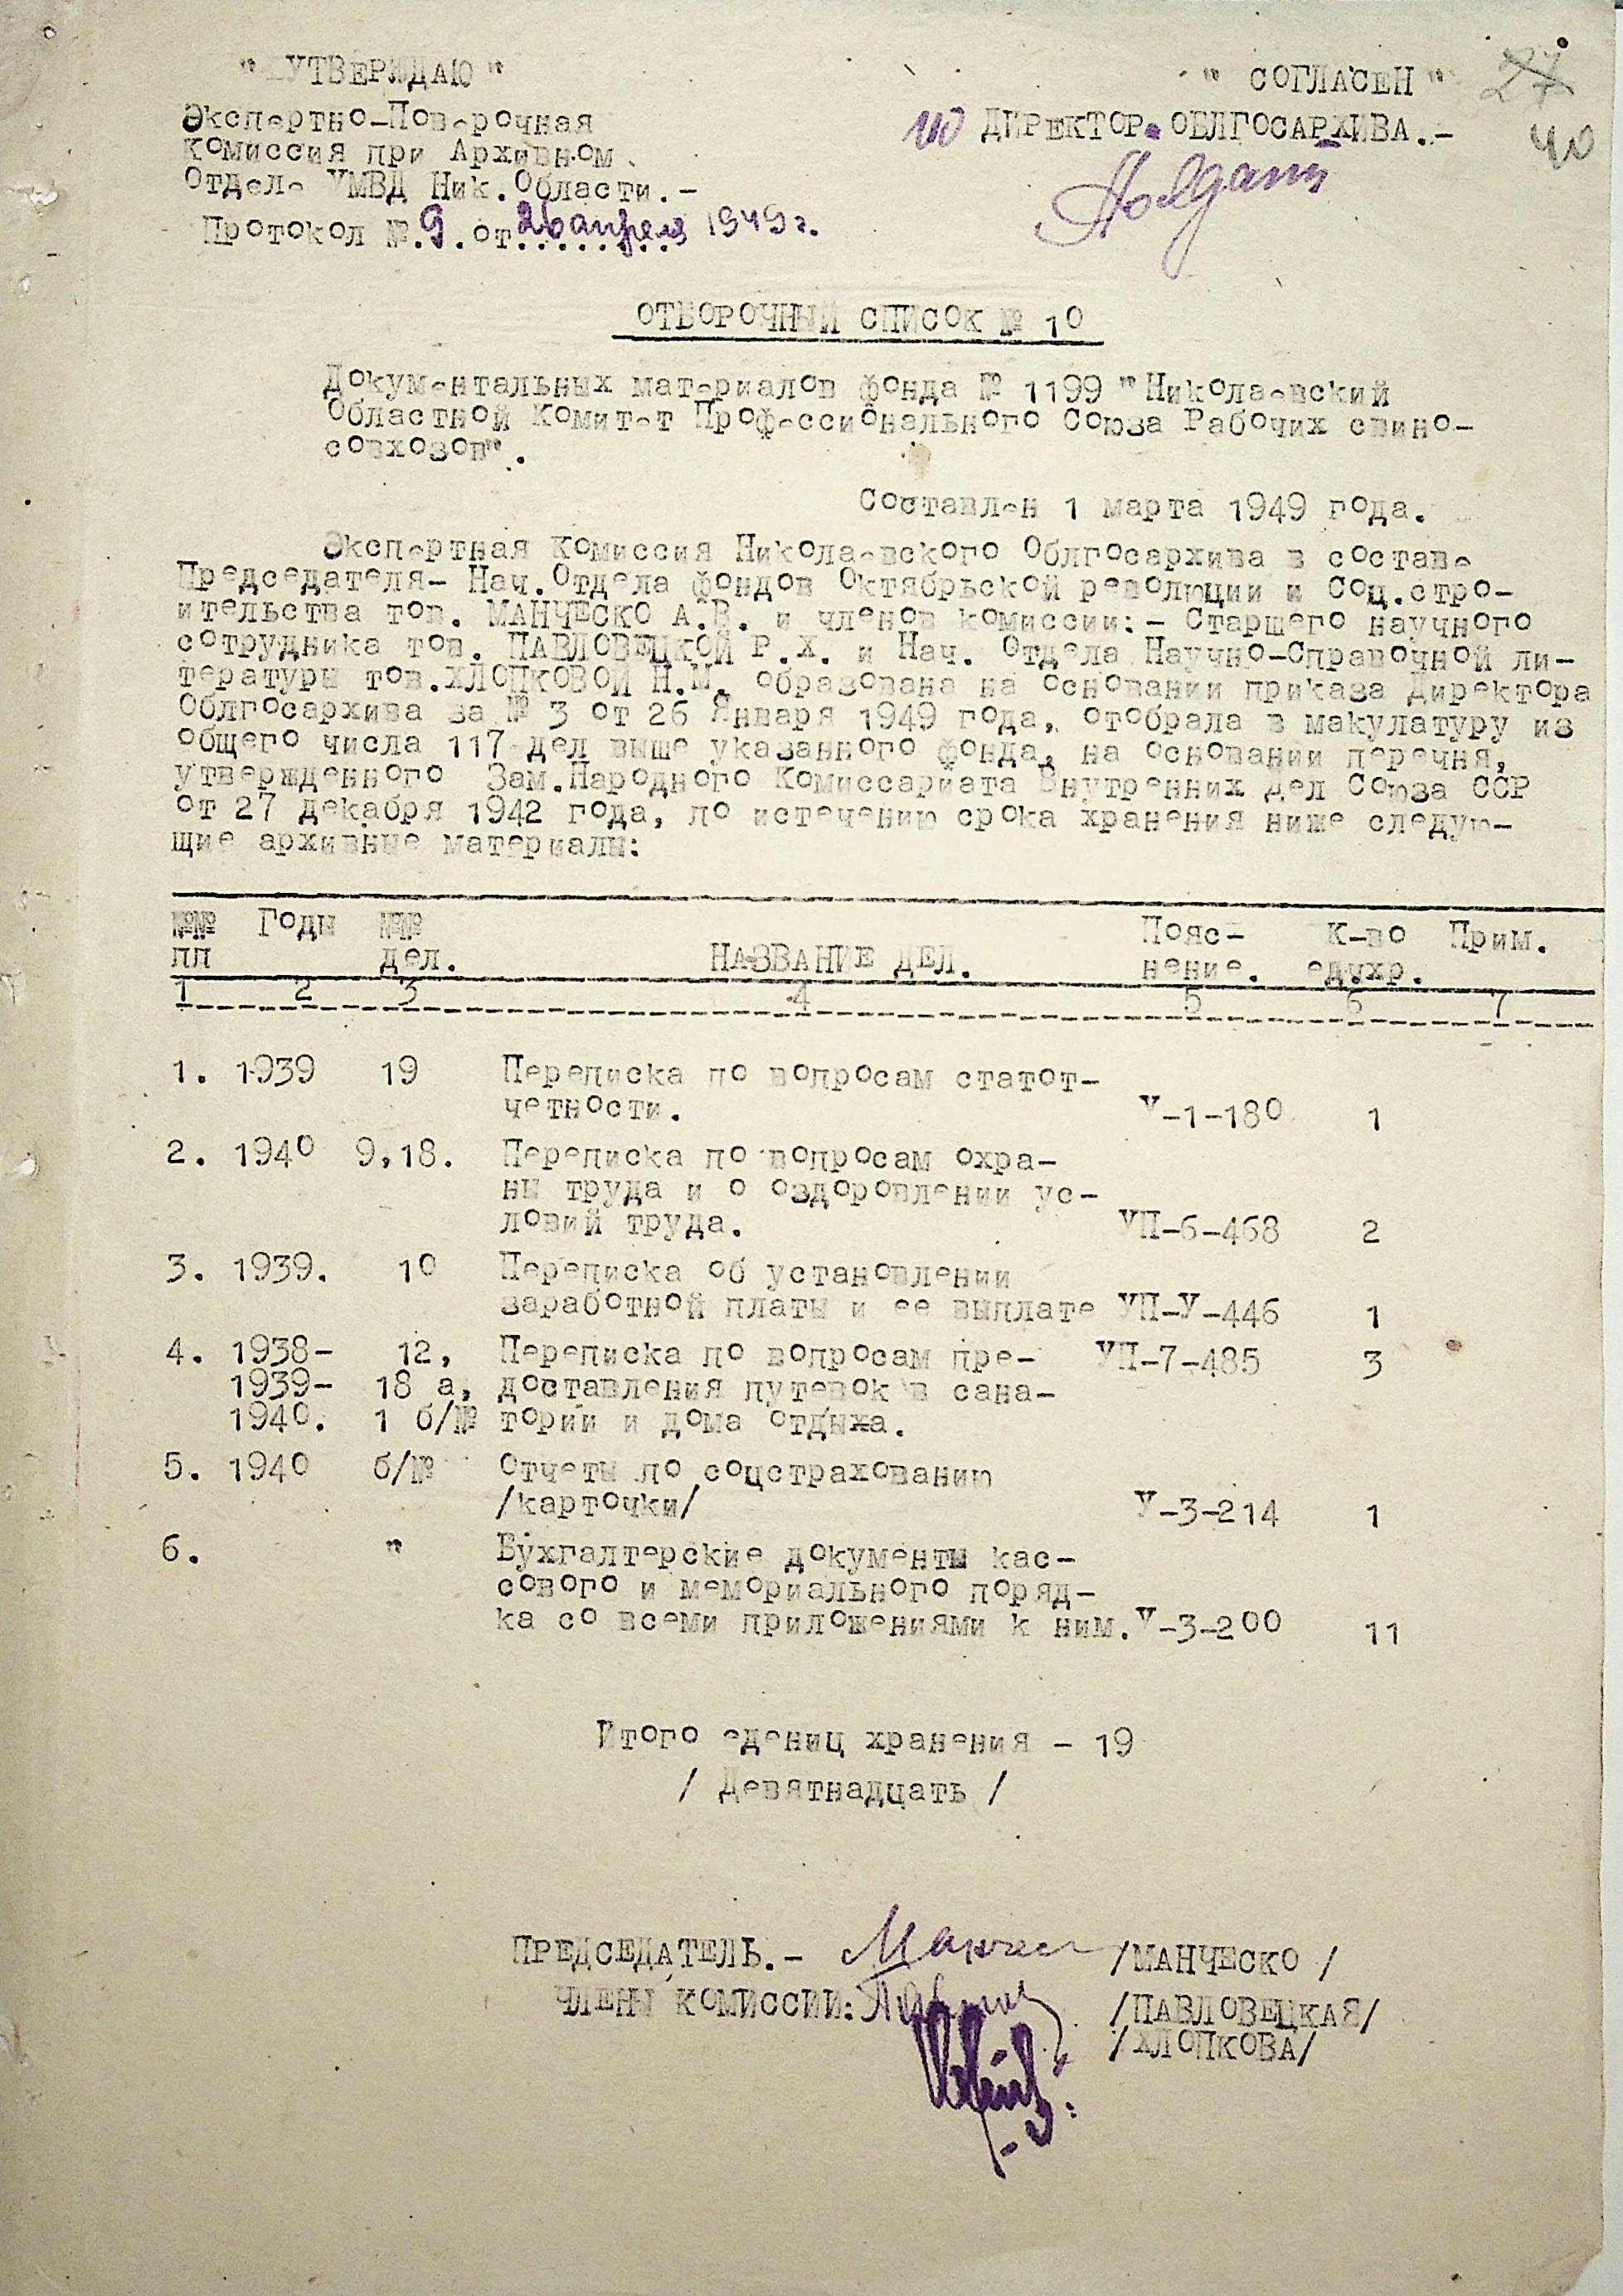 " УТВЕРЖДАЮ "
Экспертно-Поверочная
комиссия при Архивном
Отделе УМВД Ник.Области.-
Протокол №.9.от 26 апреля 1949 г.
" СОГЛАСЕН "
27
ДИРЕКТОР ОБЛГОСАРХИВА.-
40
ОТБОРОЧНЫЙ СПИСОК № 10
Документальных материалов фонда № 1199 "Николаевский
Областной Комитет Профессионального Союза Рабочих свино-
совхозов".
Составлен 1 марта 1949 года.
Экспертная Комиссия Николаевского Облгосархива в составе
Председателя- Нач.Отдела фондов Октябрьской революции и Соц.стро-
ительства тов. МАНЧЕСКО А.В. и членов комиссии:- Старшего научного
сотрудника тов. ПАВЛОВЕЦКОЙ Р.Х. и Нач. Отдела Научно-Справочной ли-
тературы тов.ХЛОПКОВОЙ Н.М. образована на основании приказа Директора
Облгосархива за № 3 от 26 Января 1949 года, отобрала в макулатуру из
общего числа 117 дел выше указанного фонда, на основании перечня,
утвержденного Зам.Народного Комиссариата Внутренних Дел Союза ССР
от 27 декабря 1942 года, по истечению срока хранения ниже следую-
щие архивные материалы:
№№ Годы №№ Пояс- К-во Прим.
пп дел. НАЗВАНИЕ ДЕЛ. нение. ед.хр.
1 2 3 4 5 6 7
1. 1939 19 Переписка по вопросам статот-
четности. У-1-180 1
2. 1940 9,18. Переписка по вопросам охра-
ны труда и о оздоровлении ус-
ловий труда. УП-6-468 2
3. 1939. 10 Переписка об установлении
заработной платы и ее выплате УП-У-446 1
4. 1938- 12, Переписка по вопросам пре- УП-7-485 3
1939- 18 а, доставления путевок в сана-
1940. 1 б/№ тории и дома отдыха.
5. 1940 б/№ Отчеты по соцстрахованию
/карточки/ У-3-214 1
6. " Бухгалтерские документы кас-
сового и мемориального поряд-
ка со всеми приложениями к ним. У-3-200 11
Итого едениц хранения - 19
/ Девятнадцать /
ПРЕДСЕДАТЕЛЬ.- /МАНЧЕСКО /
ЧЛЕНЫ КОМИССИИ: /ПАВЛОВЕЦКАЯ/
/ХЛОПКОВА/